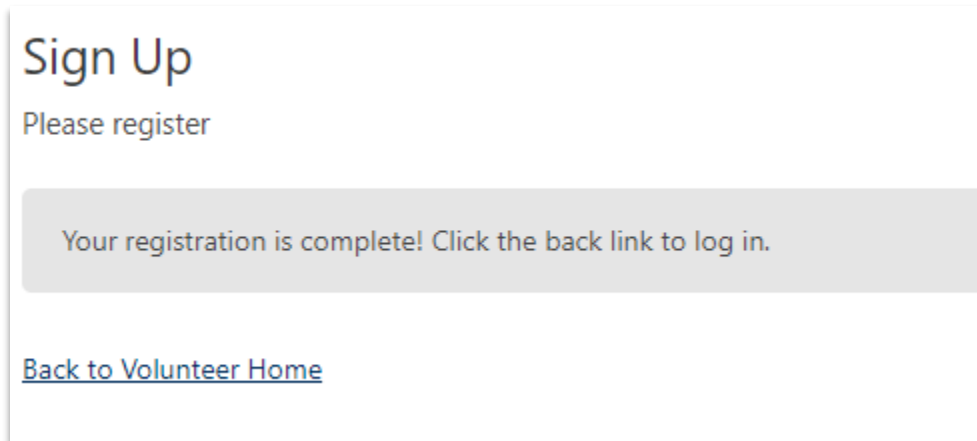 Sign Up
Please register
Your registration is complete! Click the back link to log in.
Back to Volunteer Home